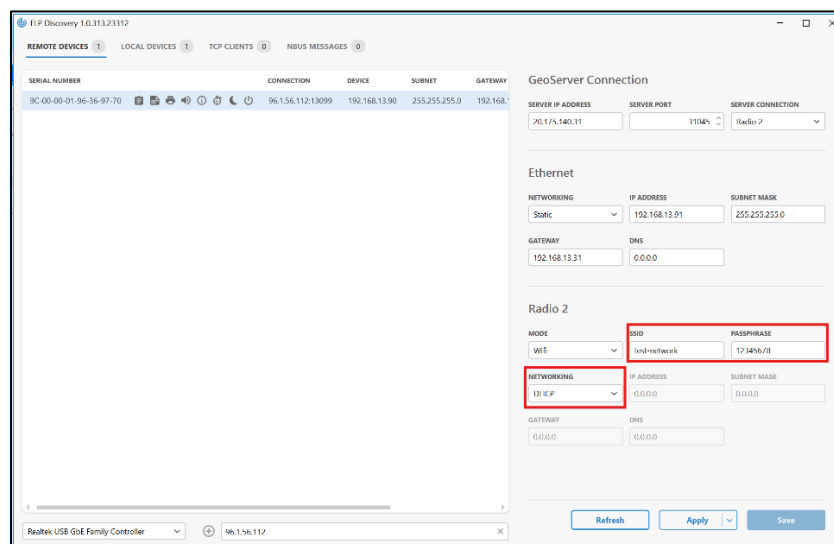 FLP Discovery 1.0.313.23312
REMOTE DEVICES 1 LOCAL DEVICES 1 TCP CLIENTS 0 NBUS MESSAGES 0
SERIAL NUMBER CONNECTION DEVICE SUBNET GATEWAY
BC-00-00-01-96-36-97-70 96.1.56.112:13099 192.168.13.90 255.255.255.0 192.168.
GeoServer Connection
SERVER IP ADDRESS SERVER PORT SERVER CONNECTION
20.175.140.31 31045 Radio 2
Ethernet
NETWORKING IP ADDRESS SUBNET MASK
Static 192.168.13.91 255.255.255.0
GATEWAY DNS
192.168.13.31 0.0.0.0
Radio 2
MODE SSID PASSPHRASE
Wifi test-network 12345678
NETWORKING IP ADDRESS SUBNET MASK
DHCP 0.0.0.0 0.0.0.0
GATEWAY DNS
0.0.0.0 0.0.0.0
Refresh Apply Save
Realtek USB GbE Family Controller 96.1.56.112